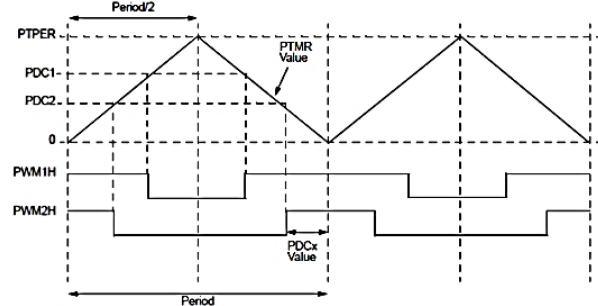 Period/2
PTPER
PTMR
Value
PDC1
PDC2
0
PWM1H
PWM2H
PDCx
Value
Period